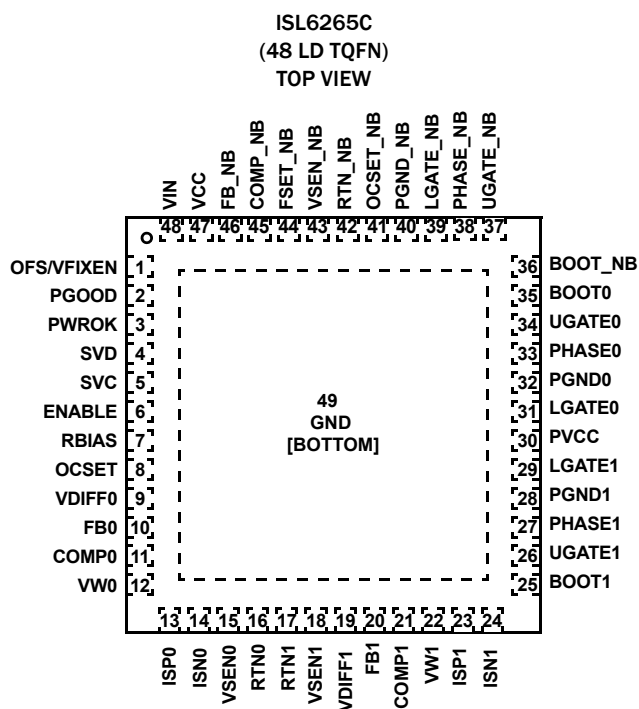 ISL6265C
(48 LD TQFN)
TOP VIEW
VIN
VCC
FB_NB
COMP_NB
FSET_NB
VSEN_NB
RTN_NB
OCSET_NB
PGND_NB
LGATE_NB
PHASE_NB
UGATE_NB
48 47 46 45 44 43 42 41 40 39 38 37
OFS/VFIXEN 1
PGOOD 2
PWROK 3
SVD 4
SVC 5
ENABLE 6
RBIAS 7
OCSET 8
VDIFF0 9
FB0 10
COMP0 11
VW0 12
49
GND
[BOTTOM]
36 BOOT_NB
35 BOOT0
34 UGATE0
33 PHASE0
32 PGND0
31 LGATE0
30 PVCC
29 LGATE1
28 PGND1
27 PHASE1
26 UGATE1
25 BOOT1
13 14 15 16 17 18 19 20 21 22 23 24
ISP0
ISN0
VSEN0
RTN0
RTN1
VSEN1
VDIFF1
FB1
COMP1
VW1
ISP1
ISN1